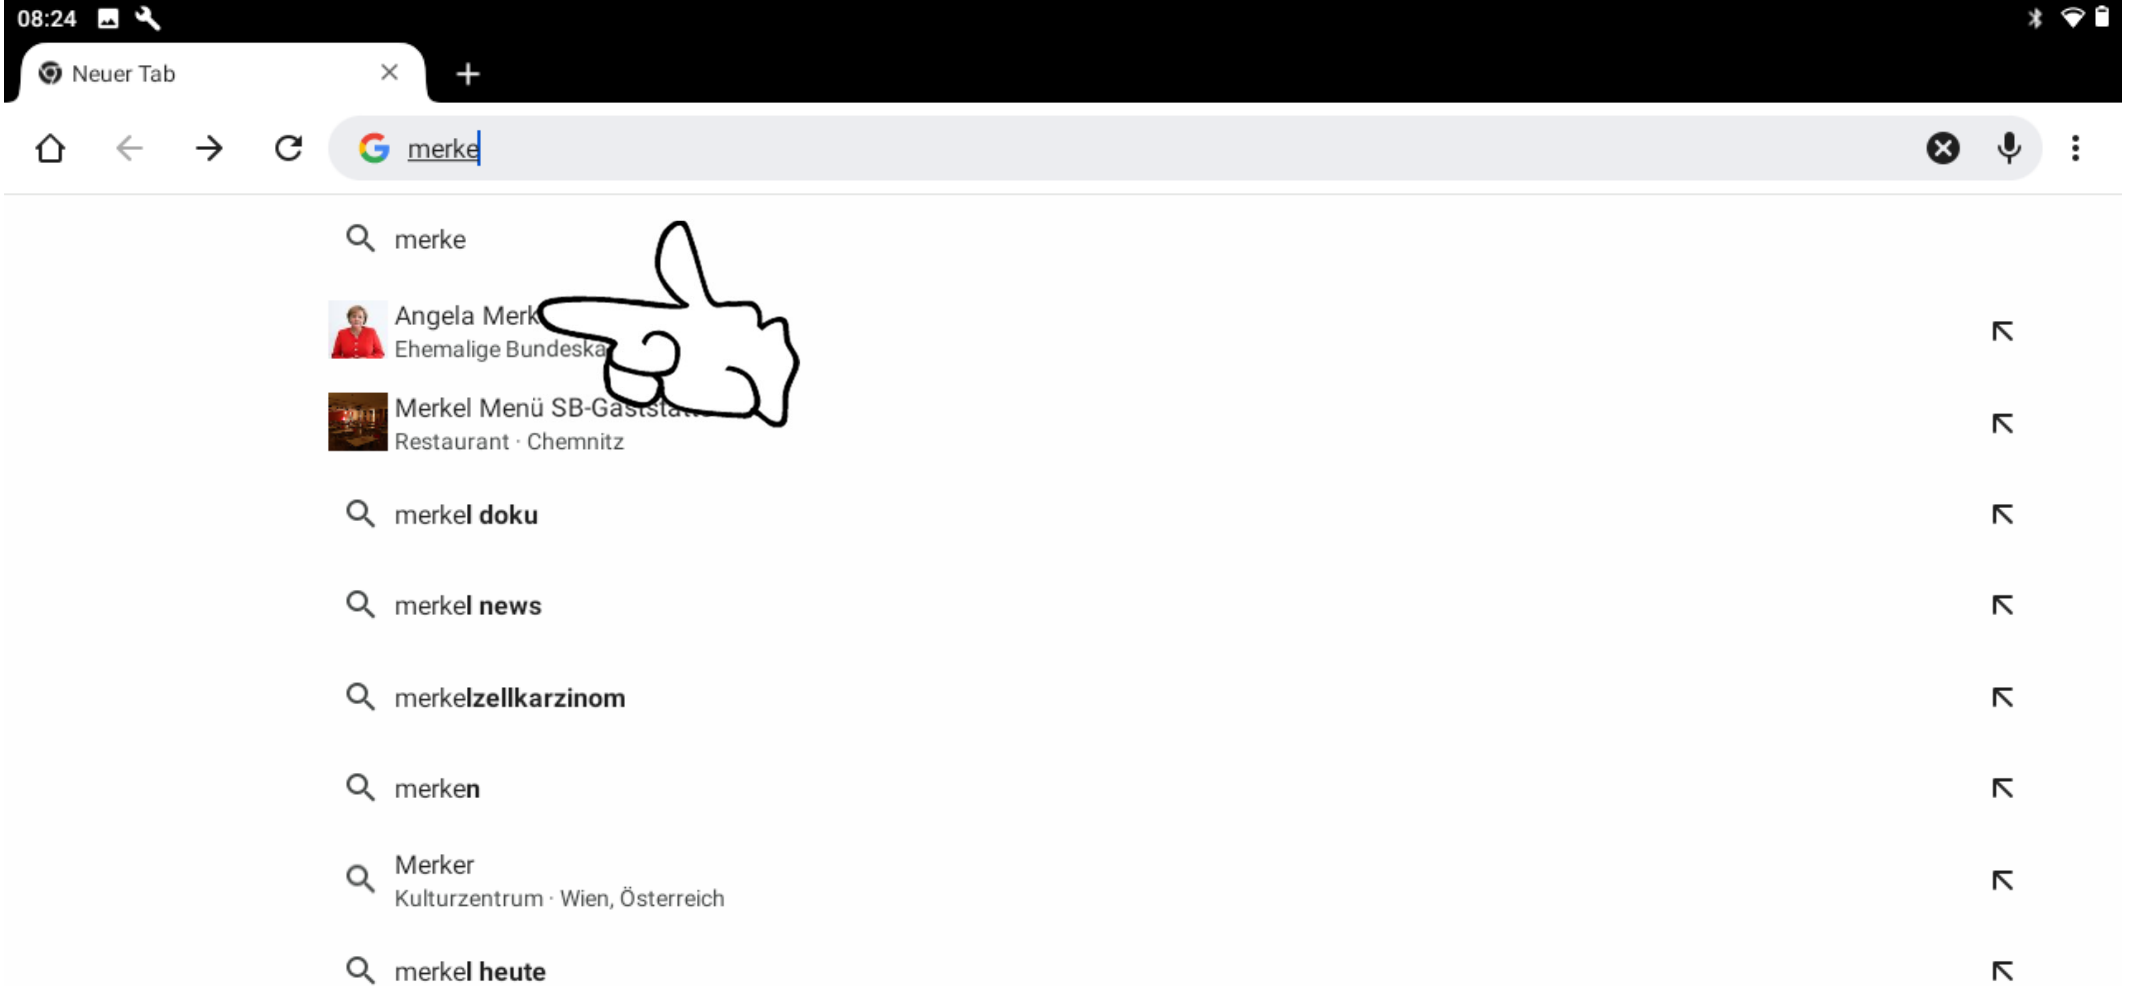 08:24
Neuer Tab
merke
merke
Angela Merk
Ehemalige Bundeska
Merkel Menü SB-Gaststätte
Restaurant · Chemnitz
merkel doku
merkel news
merkelzellkarzinom
merken
Merker
Kulturzentrum · Wien, Österreich
merkel heute